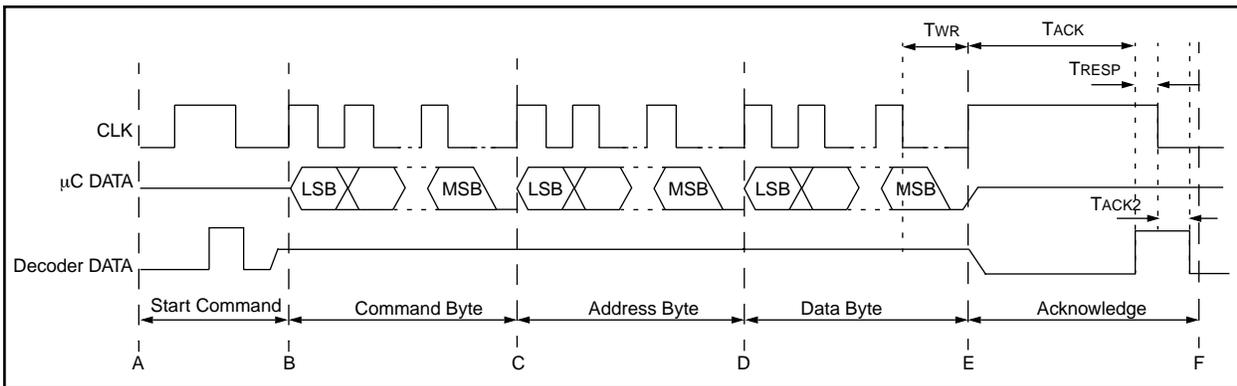 TWR
TACK
TRESP
CLK
μC DATA
LSB
MSB
LSB
MSB
LSB
MSB
TACK2
Decoder DATA
Start Command
Command Byte
Address Byte
Data Byte
Acknowledge
A
B
C
D
E
F